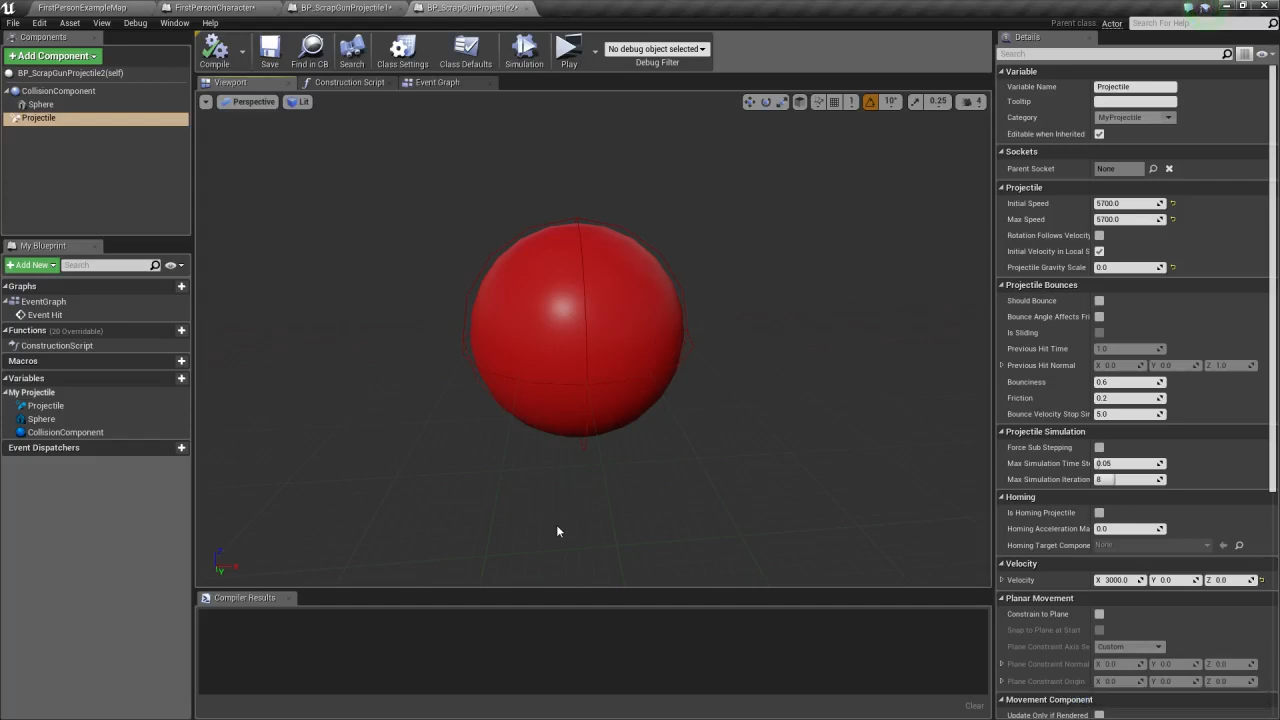 FirstPersonExampleMap
FirstPersonCharacter*
BP_ScrapGunProjectile1*
BP_ScrapGunProjectile2*
File Edit Asset View Debug Window Help
Parent class: Actor
Search For Help
Components
+Add Component
BP_ScrapGunProjectile2(self)
CollisionComponent
Sphere
Projectile
My Blueprint
+Add New
Search
Graphs
EventGraph
Event Hit
Functions (20 Overridable)
ConstructionScript
Macros
Variables
My Projectile
Projectile
Sphere
CollisionComponent
Event Dispatchers
Compile
Save
Find in CB
Search
Class Settings
Class Defaults
Simulation
Play
No debug object selected
Debug Filter
Viewport
Construction Script
Event Graph
Perspective
Lit
1
10°
0.25
4
Z
X
Y
Compiler Results
Clear
Details
Search
Variable
Variable Name Projectile
Tooltip
Category MyProjectile
Editable when Inherited
Sockets
Parent Socket None
Projectile
Initial Speed 5700.0
Max Speed 5700.0
Rotation Follows Velocity
Initial Velocity in Local S
Projectile Gravity Scale 0.0
Projectile Bounces
Should Bounce
Bounce Angle Affects Fri
Is Sliding
Previous Hit Time 1.0
Previous Hit Normal X 0.0 Y 0.0 Z 1.0
Bounciness 0.6
Friction 0.2
Bounce Velocity Stop Sir 5.0
Projectile Simulation
Force Sub Stepping
Max Simulation Time Ste 0.05
Max Simulation Iteration 8
Homing
Is Homing Projectile
Homing Acceleration Ma 0.0
Homing Target Compone None
Velocity
Velocity X 3000.0 Y 0.0 Z 0.0
Planar Movement
Constrain to Plane
Snap to Plane at Start
Plane Constraint Axis Se Custom
Plane Constraint Normal X 0.0 Y 0.0 Z 0.0
Plane Constraint Origin X 0.0 Y 0.0 Z 0.0
Movement Component
Update Only if Rendered